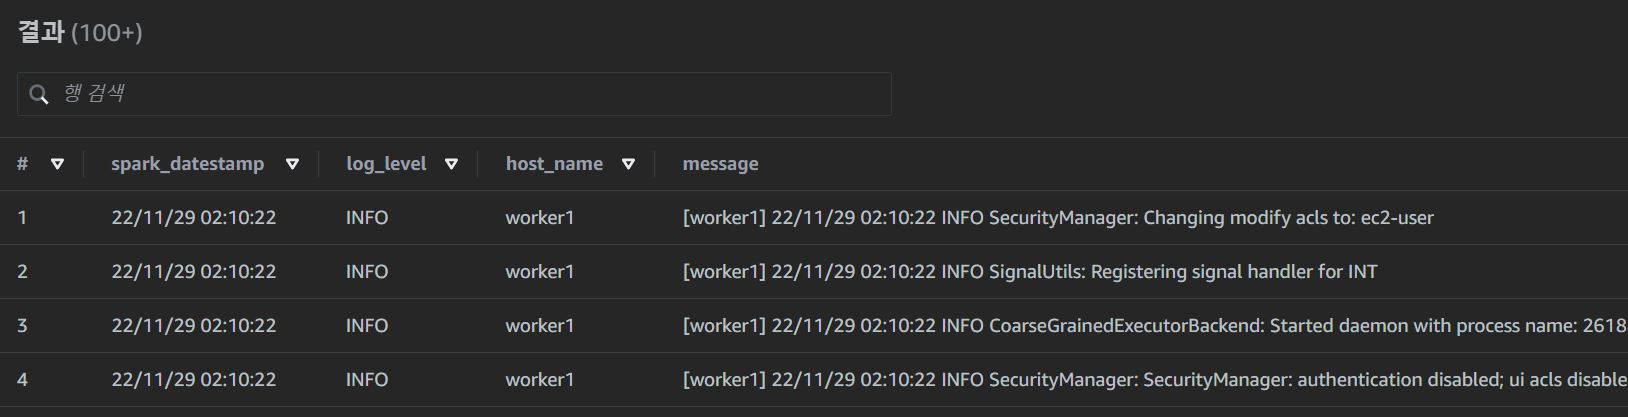 결과 (100+)
행 검색
# spark_datestamp log_level host_name message
1 22/11/29 02:10:22 INFO worker1 [worker1] 22/11/29 02:10:22 INFO SecurityManager: Changing modify acls to: ec2-user
2 22/11/29 02:10:22 INFO worker1 [worker1] 22/11/29 02:10:22 INFO SignalUtils: Registering signal handler for INT
3 22/11/29 02:10:22 INFO worker1 [worker1] 22/11/29 02:10:22 INFO CoarseGrainedExecutorBackend: Started daemon with process name: 2618
4 22/11/29 02:10:22 INFO worker1 [worker1] 22/11/29 02:10:22 INFO SecurityManager: SecurityManager: authentication disabled; ui acls disable